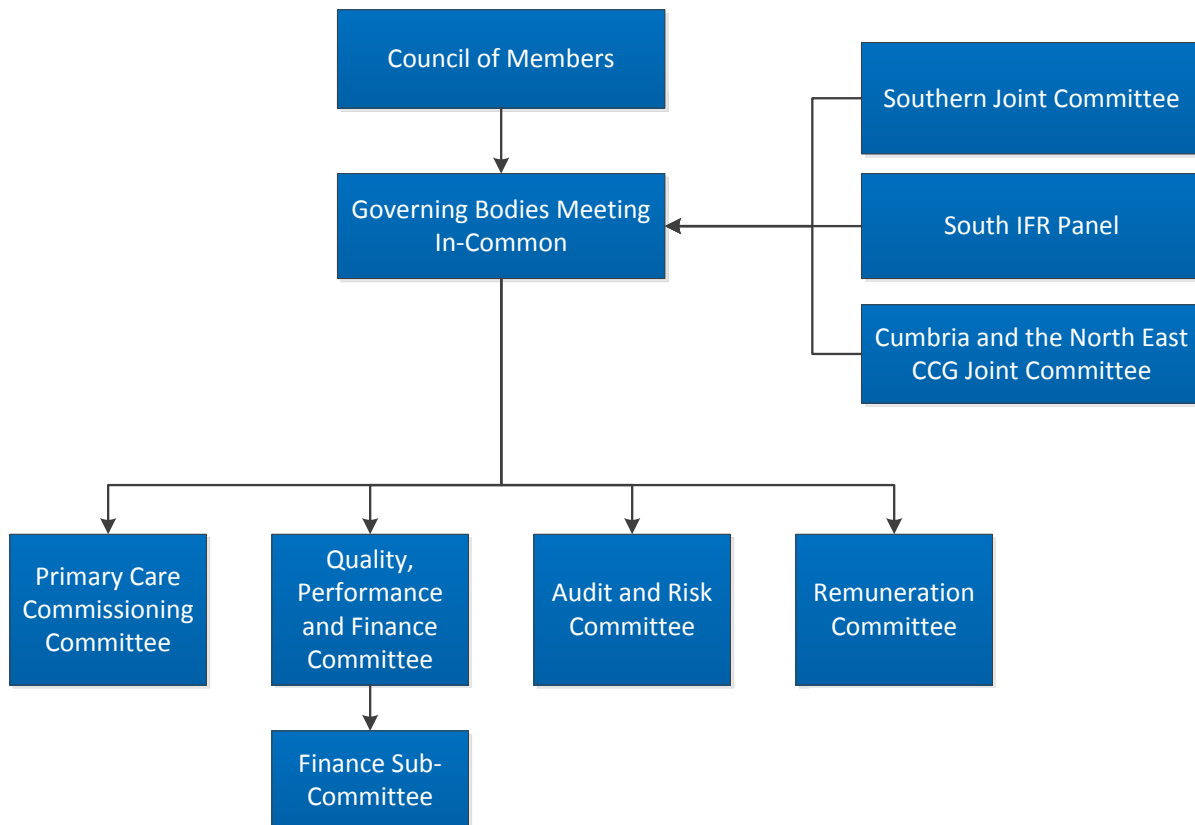 Council of Members
Southern Joint Committee
Governing Bodies Meeting
In-Common
South IFR Panel
Cumbria and the North East
CCG Joint Committee
Primary Care
Commissioning
Committee
Quality,
Performance
and Finance
Committee
Audit and Risk
Committee
Remuneration
Committee
Finance Sub-
Committee